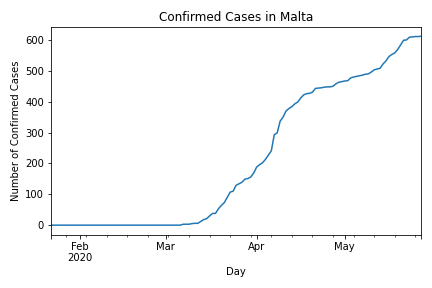 Confirmed Cases in Malta
Number of Confirmed Cases
600
500
400
300
200
100
0
Feb Mar Apr May
2020
Day